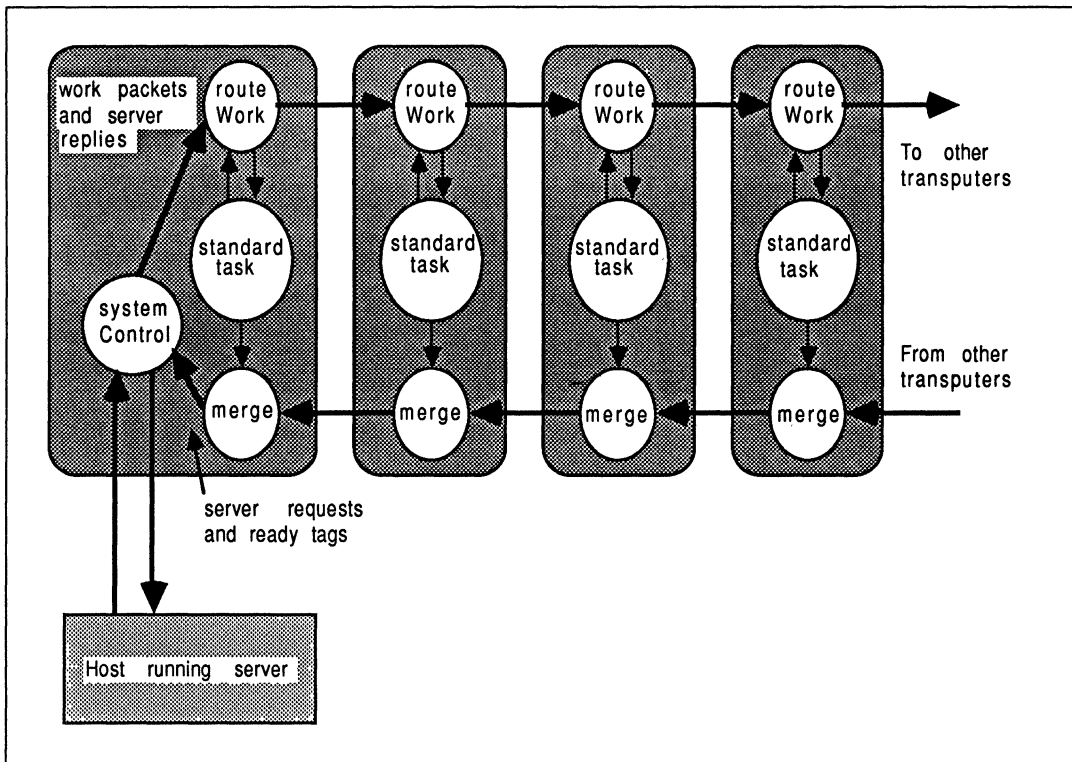 work packets
and server
replies
route
Work
route
Work
route
Work
route
Work
To other
transputers
standard
task
standard
task
standard
task
standard
task
system
Control
From other
transputers
merge
merge
merge
merge
server requests
and ready tags
Host running server